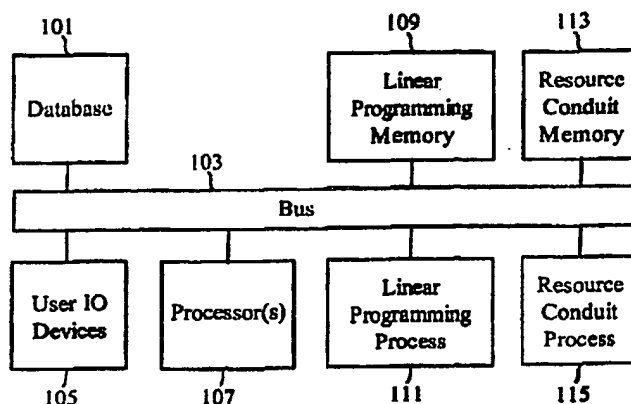 101
109
113
Database
Linear
Programming
Memory
Resource
Conduit
Memory
103
Bus
User IO
Devices
Processor(s)
Linear
Programming
Process
Resource
Conduit
Process
105
107
111
115